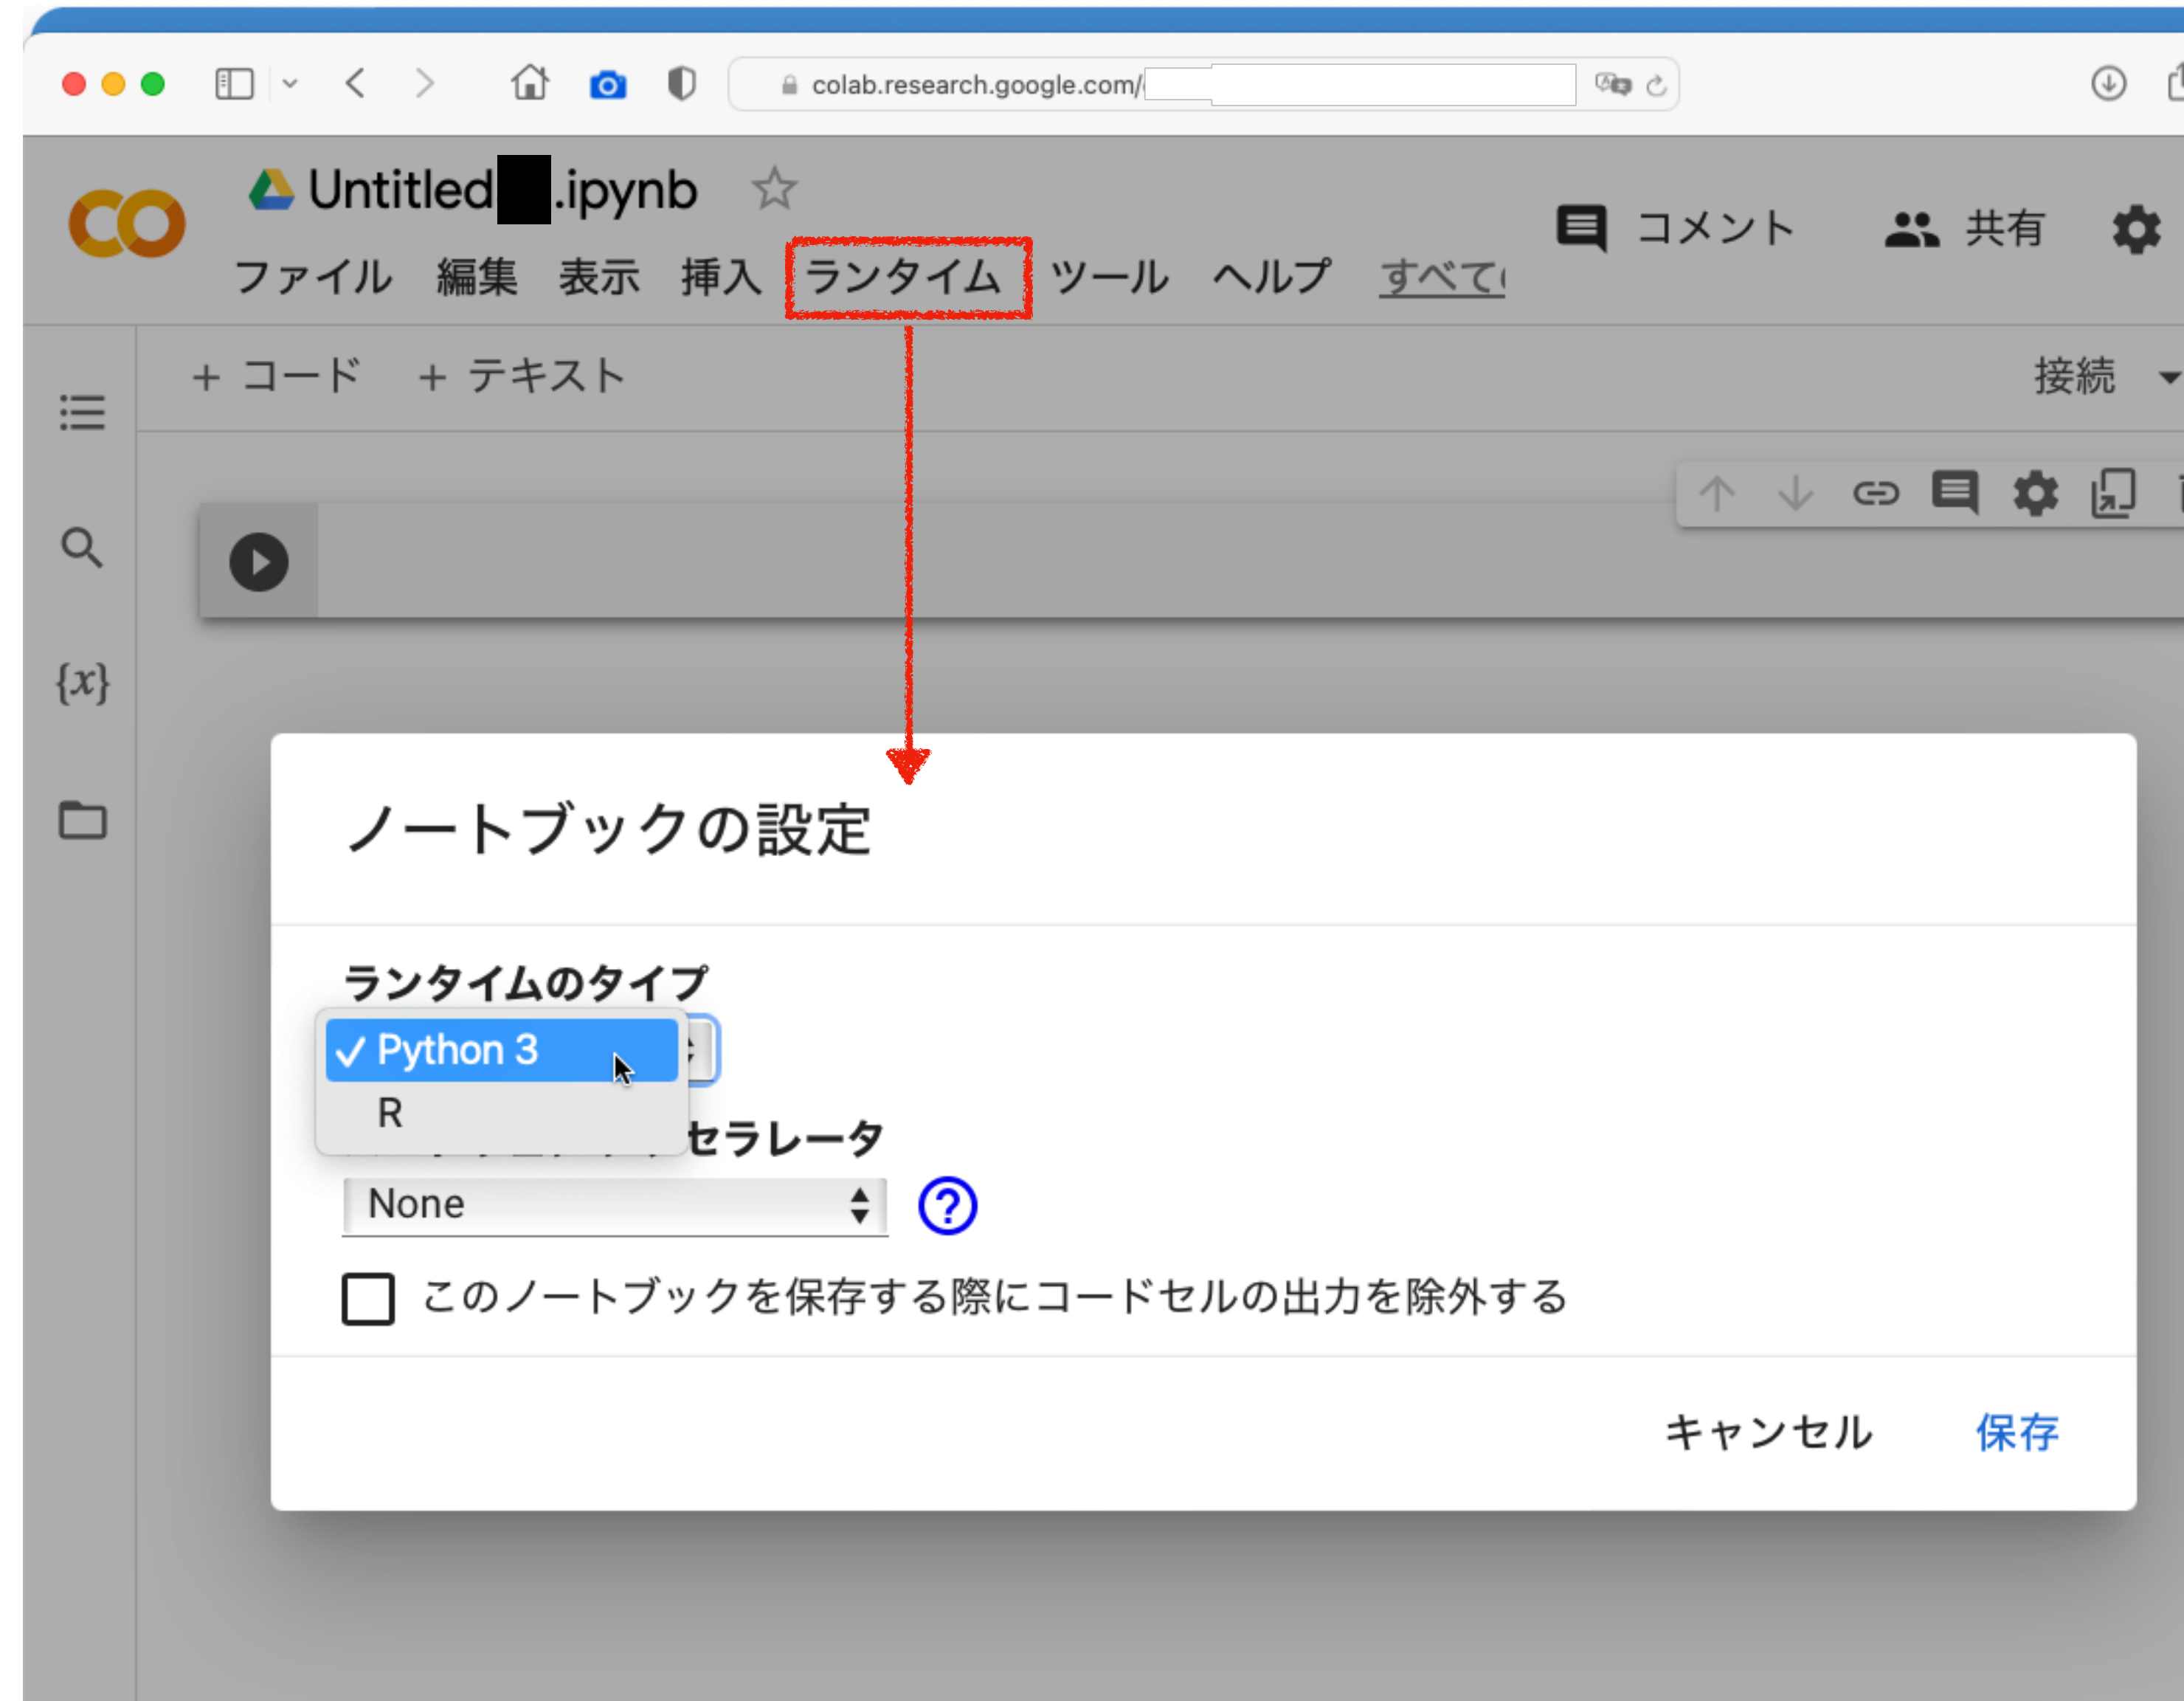 colab.research.google.com/
Untitled .ipynb
コメント 共有
ファイル 編集 表示 挿入 ランタイム ツール ヘルプ すべて
+ コード + テキスト 接続
{x}
ノートブックの設定
ランタイムのタイプ
✓ Python 3
R
セラレータ
None ?
このノートブックを保存する際にコードセルの出力を除外する
キャンセル 保存